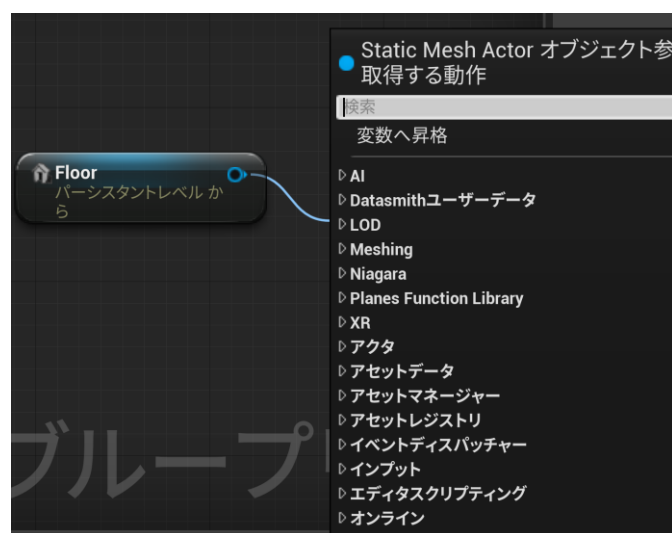 Static Mesh Actor オブジェクト参
取得する動作
検索
変数へ昇格
Floor
パーシスタントレベル か
ら
AI
Datasmithユーザーデータ
LOD
Meshing
Niagara
Planes Function Library
XR
アクタ
アセットデータ
アセットマネージャー
アセットレジストリ
イベントディスパッチャー
インプット
エディタスクリプティング
オンライン
ブループ